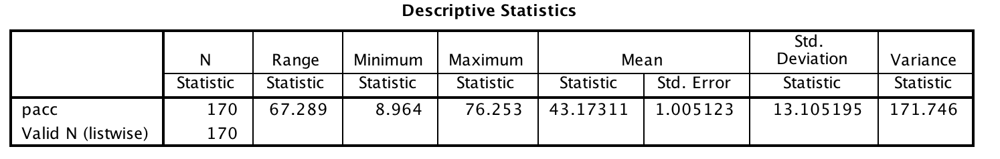 Descriptive Statistics
N Range Minimum Maximum Mean Std. Deviation Variance
Statistic Statistic Statistic Statistic Statistic Std. Error Statistic Statistic
pacc 170 67.289 8.964 76.253 43.17311 1.005123 13.105195 171.746
Valid N (listwise) 170